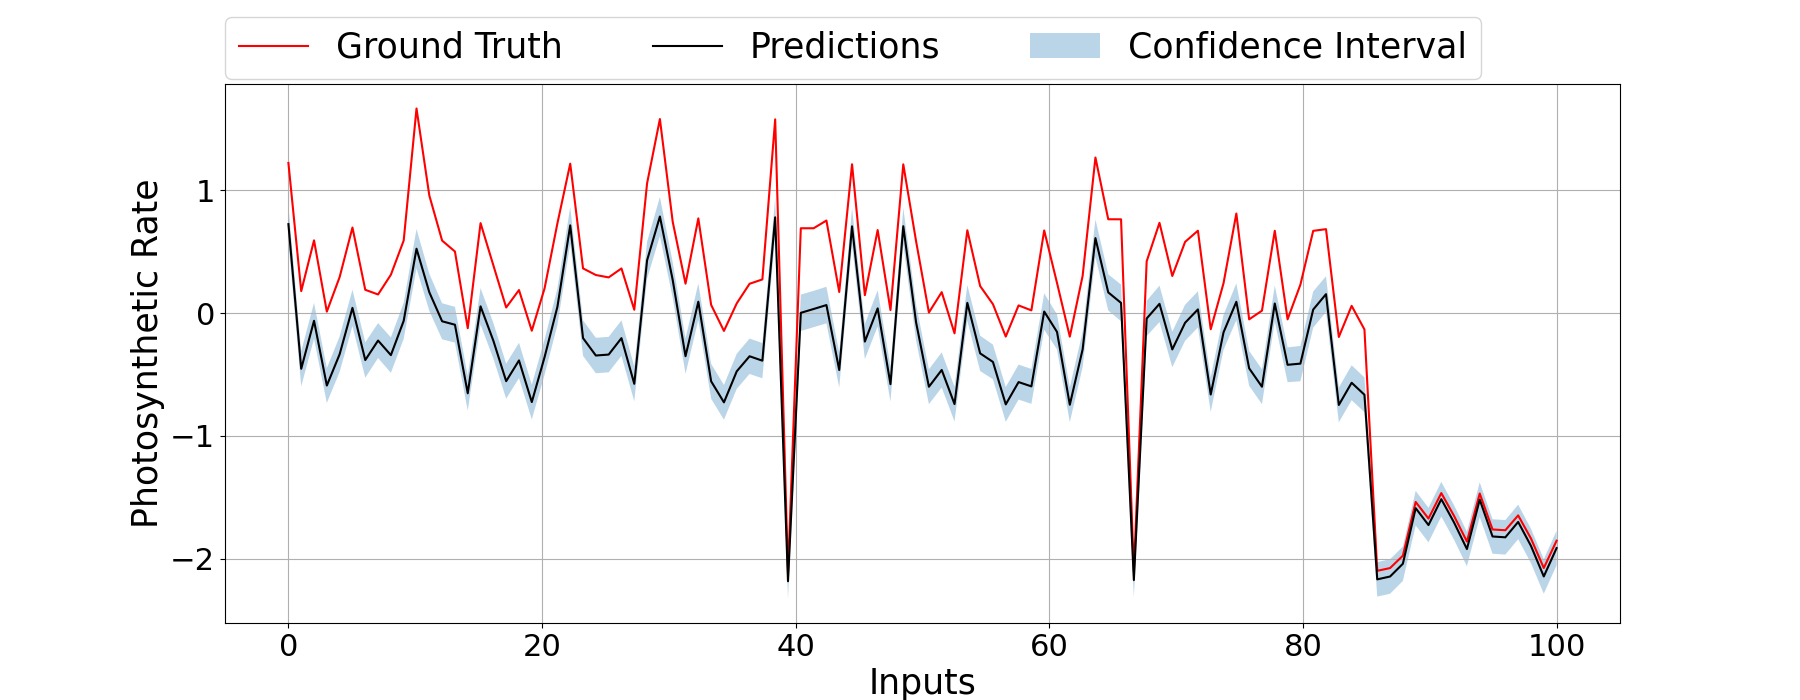 Ground Truth Predictions Confidence Interval
Photosynthetic Rate
1
0
−1
−2
0 20 40 60 80 100
Inputs